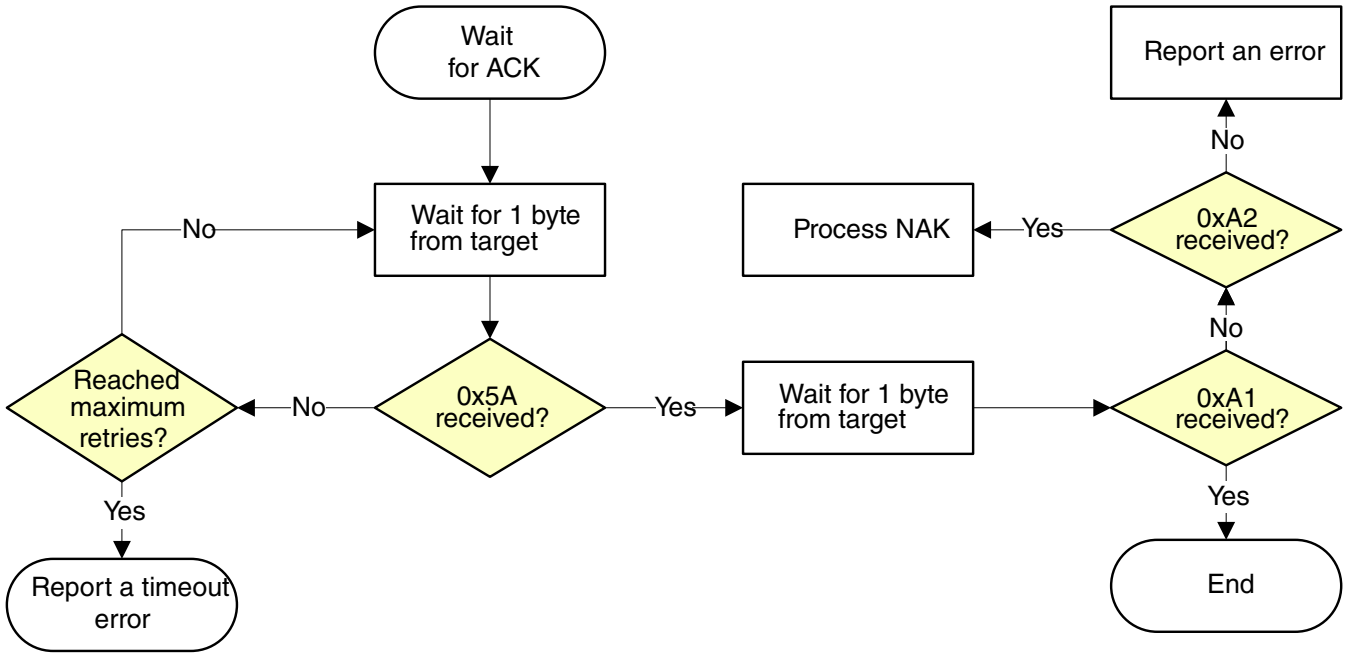 Wait
for ACK
Report an error
No
Wait for 1 byte
from target
No
Process NAK
Yes
0xA2
received?
No
Reached
maximum
retries?
No
0x5A
received?
Yes
Wait for 1 byte
from target
0xA1
received?
Yes
Yes
Report a timeout
error
End